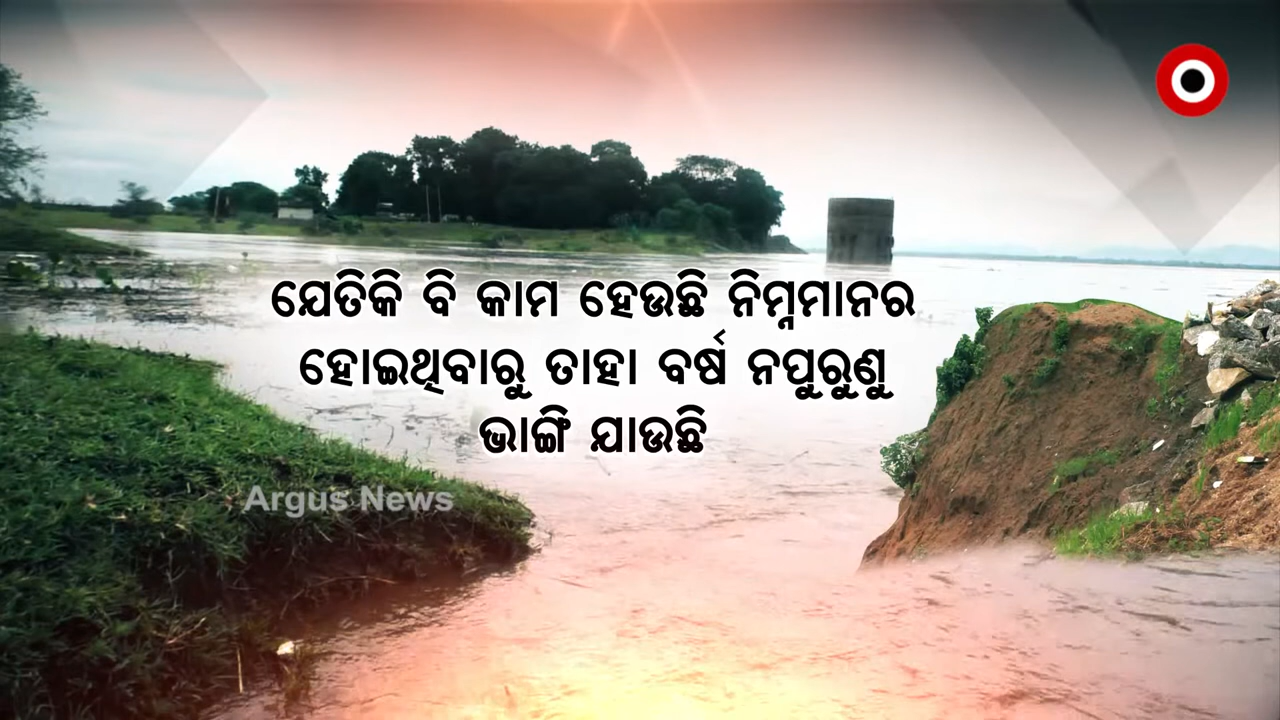 ଯେତିକି ବି କାମ ହେଉଛି ନିମ୍ନମାନର
ହୋଇଥିବାରୁ ତାହା ବର୍ଷ ନପୁରୁଣୁ
ଭାଙ୍ଗି ଯାଉଛି
Argus News